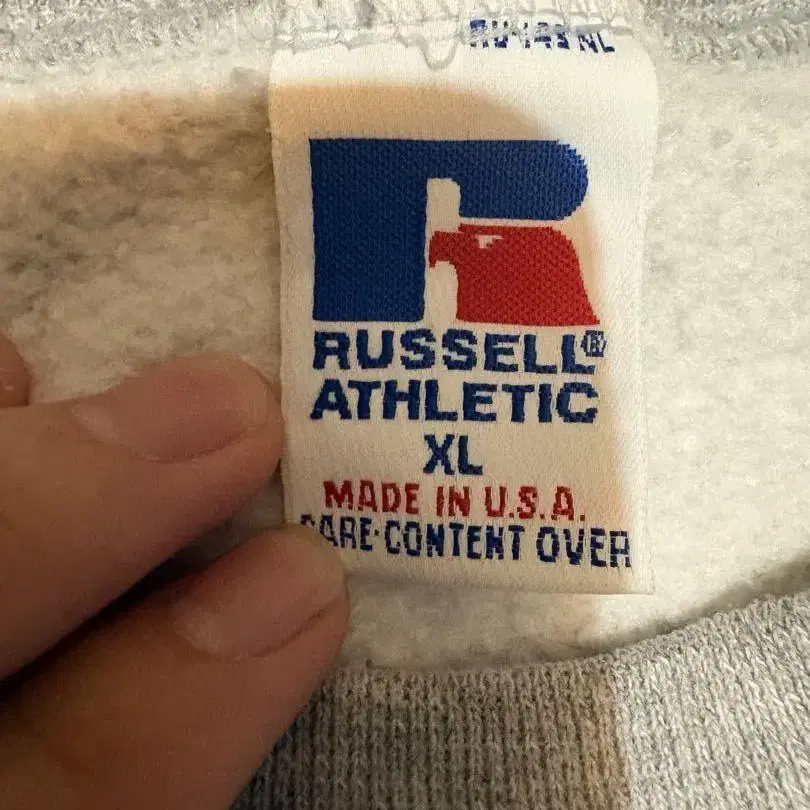 RUSSELL®
ATHLETIC
XL
MADE IN U.S.A.
CARE·CONTENT OVER